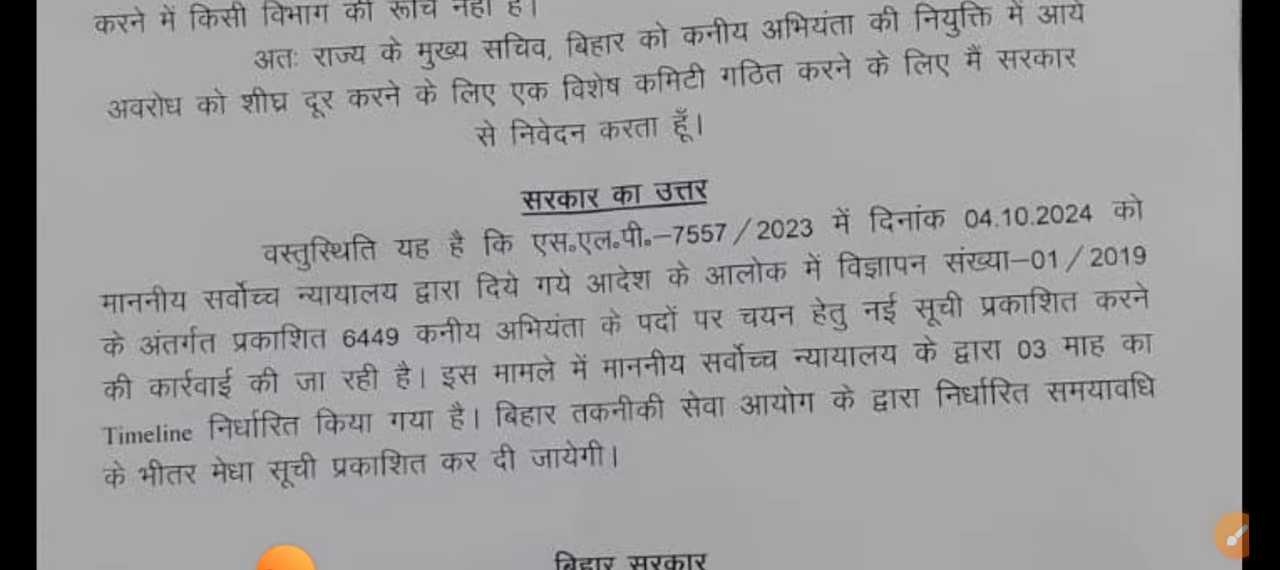 करने में किसी विभाग की रूचि नहीं है।
अतः राज्य के मुख्य सचिव, बिहार को कनीय अभियंता की नियुक्ति में आये
अवरोध को शीघ्र दूर करने के लिए एक विशेष कमिटी गठित करने के लिए मैं सरकार
से निवेदन करता हूँ।
सरकार का उत्तर
वस्तुस्थिति यह है कि एस॰एल॰पी॰–7557/2023 में दिनांक 04.10.2024 को
माननीय सर्वोच्च न्यायालय द्वारा दिये गये आदेश के आलोक में विज्ञापन संख्या–01/2019
के अंतर्गत प्रकाशित 6449 कनीय अभियंता के पदों पर चयन हेतु नई सूची प्रकाशित करने
की कार्रवाई की जा रही है। इस मामले में माननीय सर्वोच्च न्यायालय के द्वारा 03 माह का
Timeline निर्धारित किया गया है। बिहार तकनीकी सेवा आयोग के द्वारा निर्धारित समयावधि
के भीतर मेधा सूची प्रकाशित कर दी जायेगी।
बिहार सरकार